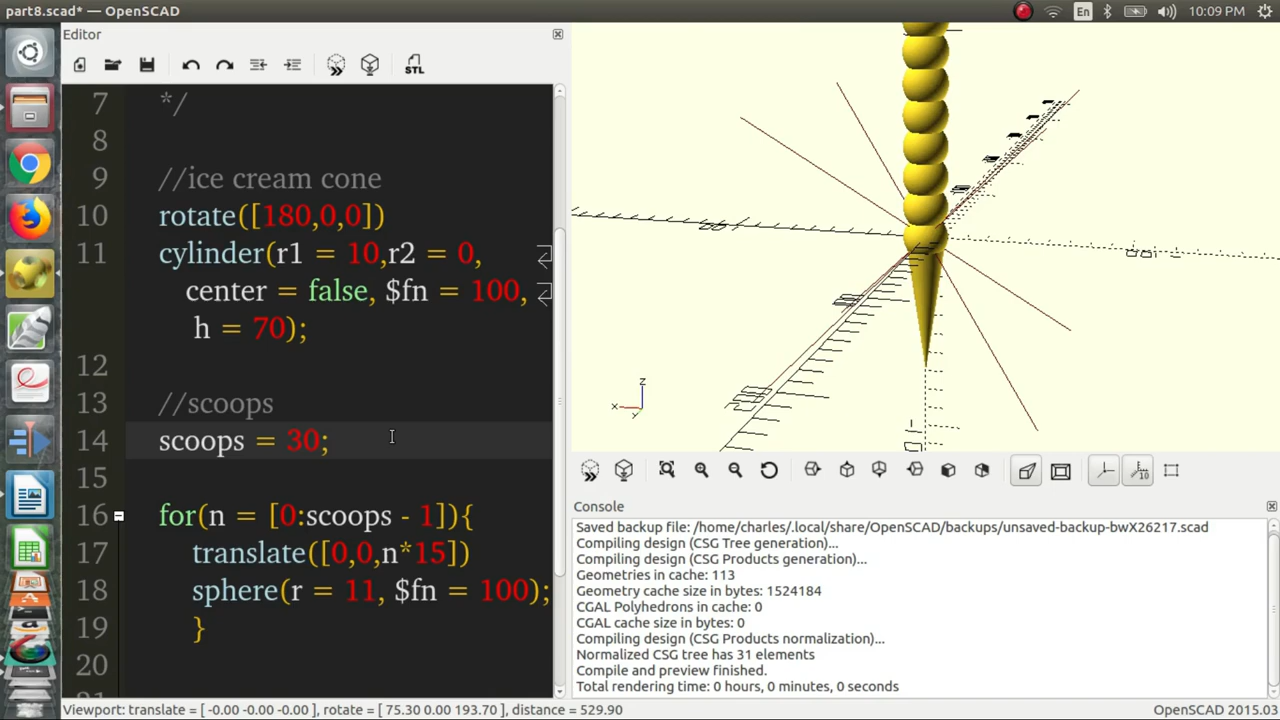 part8.scad* — OpenSCAD
En
10:09 PM
Editor
STL
7 */
8
9 //ice cream cone
10 rotate([180,0,0])
11 cylinder(r1 = 10,r2 = 0,
center = false, $fn = 100,
h = 70);
12
13 //scoops
14 scoops = 30;
15
16 for(n = [0:scoops - 1]){
17 translate([0,0,n*15])
18 sphere(r = 11, $fn = 100);
19 }
20
z
x
y
10
Console
Saved backup file: /home/charles/.local/share/OpenSCAD/backups/unsaved-backup-bwX26217.scad
Compiling design (CSG Tree generation)...
Compiling design (CSG Products generation)...
Geometries in cache: 113
Geometry cache size in bytes: 1524184
CGAL Polyhedrons in cache: 0
CGAL cache size in bytes: 0
Compiling design (CSG Products normalization)...
Normalized CSG tree has 31 elements
Compile and preview finished.
Total rendering time: 0 hours, 0 minutes, 0 seconds
Viewport: translate = [ -0.00 -0.00 -0.00 ], rotate = [ 75.30 0.00 193.70 ], distance = 529.90
OpenSCAD 2015.03